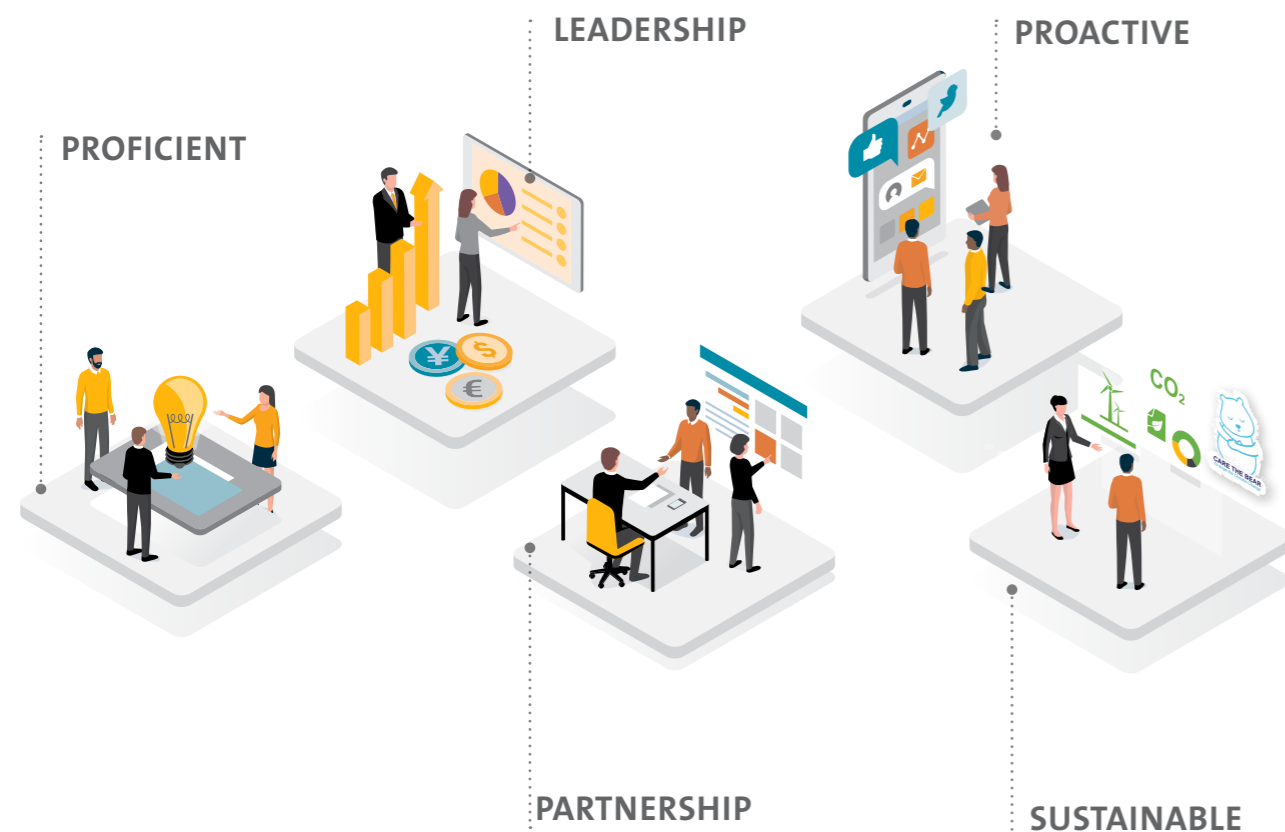 LEADERSHIP
PROACTIVE
PROFICIENT
¥
$
€
CO₂
CARE THE BEAR
PARTNERSHIP
SUSTAINABLE